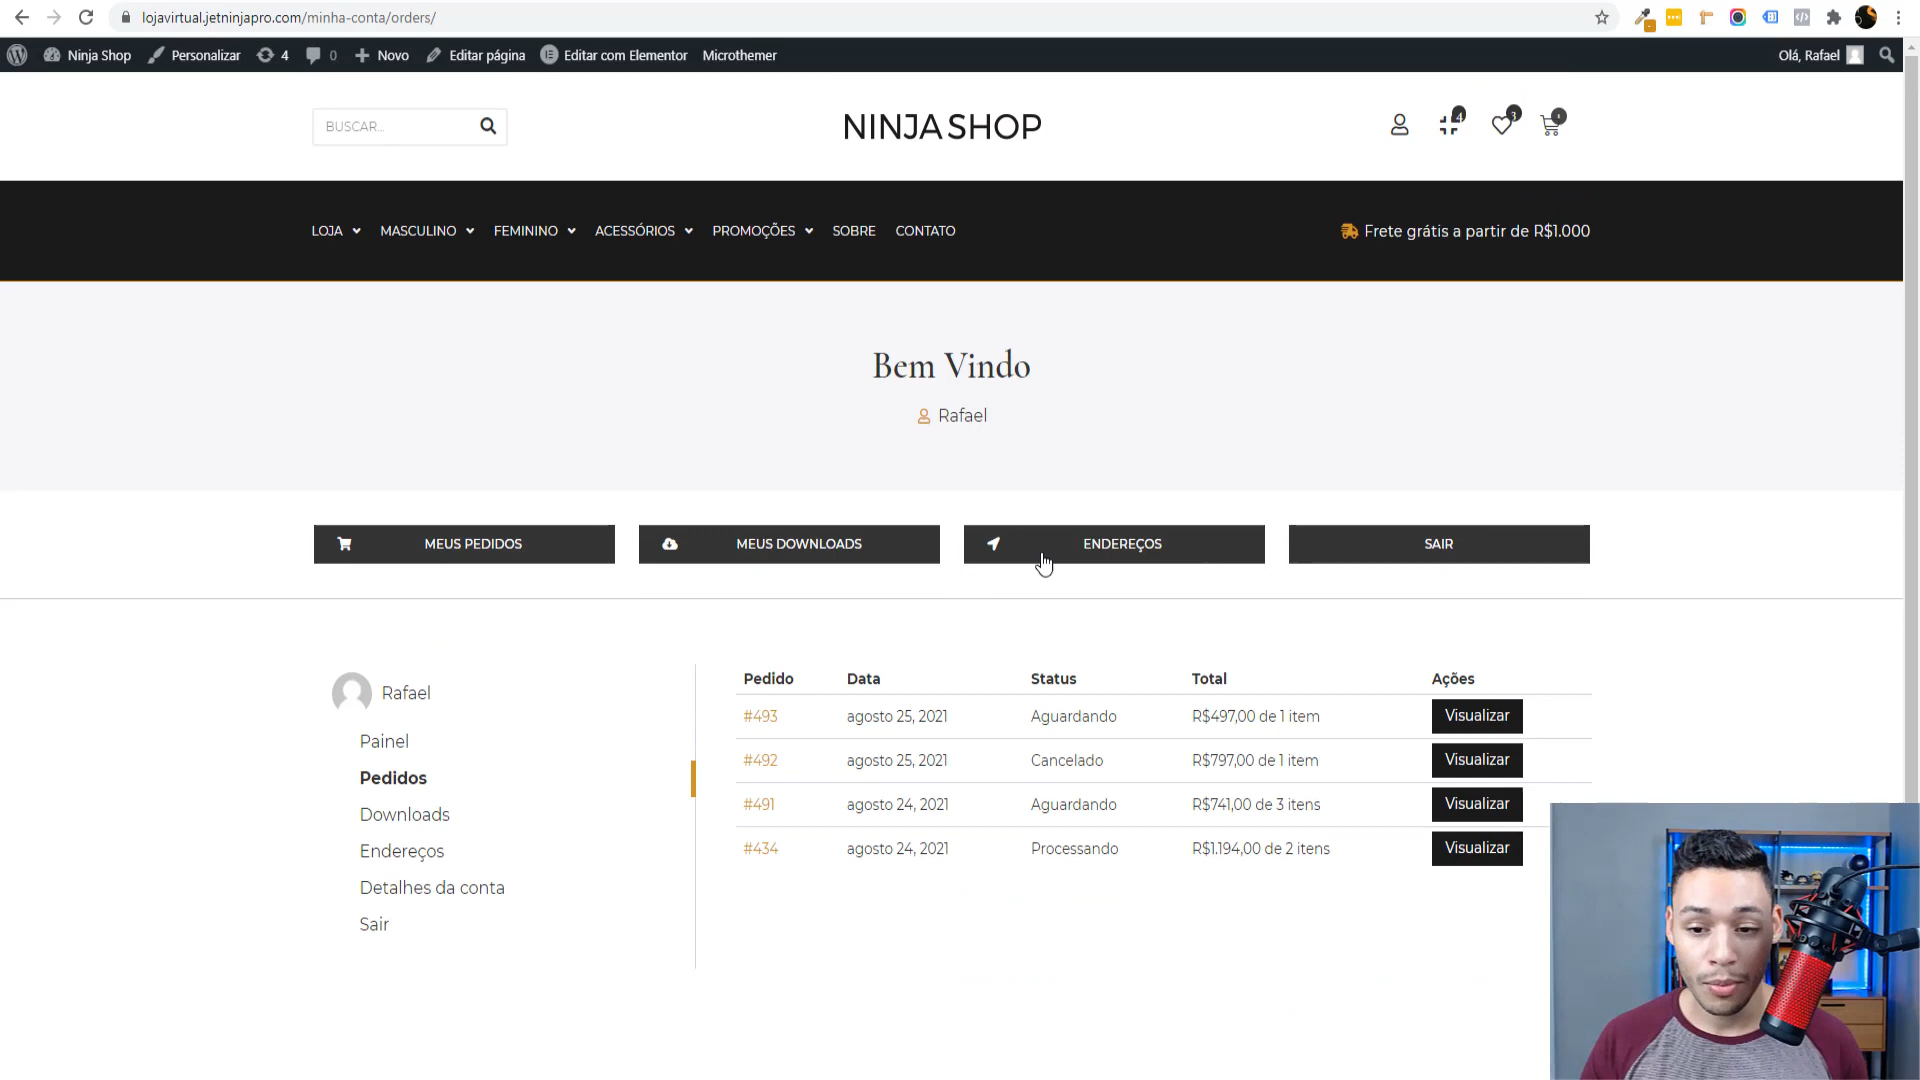 lojavirtual.jetninjapro.com/minha-conta/orders/
Ninja Shop Personalizar 4 0 Novo Editar página Editar com Elementor Microthemer Olá, Rafael
BUSCAR... NINJA SHOP 4 3 1
LOJA MASCULINO FEMININO ACESSÓRIOS PROMOÇÕES SOBRE CONTATO Frete grátis a partir de R$1.000
Bem Vindo
Rafael
MEUS PEDIDOS MEUS DOWNLOADS ENDEREÇOS SAIR
Rafael
Painel
Pedidos
Downloads
Endereços
Detalhes da conta
Sair
Pedido Data Status Total Ações
#493 agosto 25, 2021 Aguardando R$497,00 de 1 item Visualizar
#492 agosto 25, 2021 Cancelado R$797,00 de 1 item Visualizar
#491 agosto 24, 2021 Aguardando R$741,00 de 3 itens Visualizar
#434 agosto 24, 2021 Processando R$1.194,00 de 2 itens Visualizar